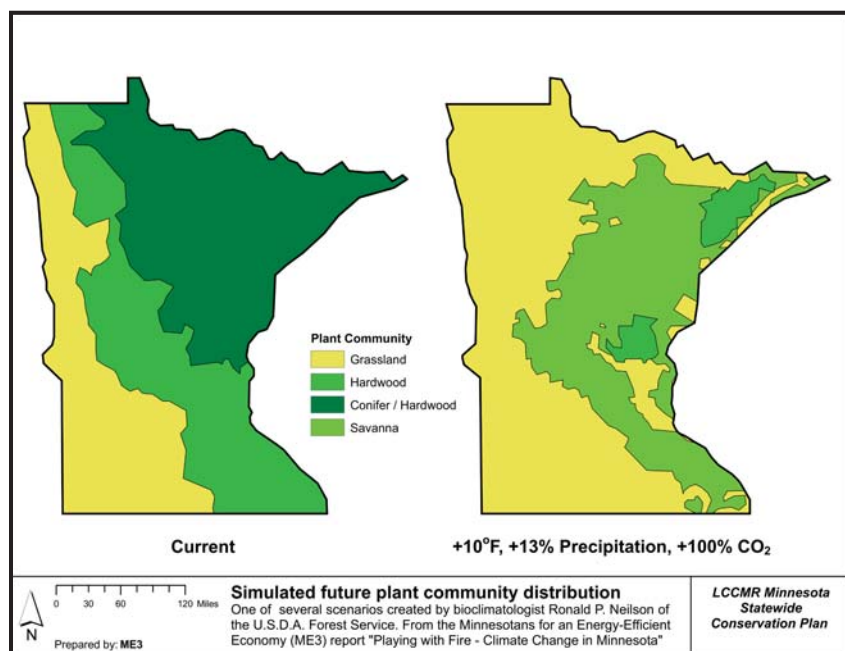 Plant Community
Grassland
Hardwood
Conifer / Hardwood
Savanna
Current
+10°F, +13% Precipitation, +100% CO₂
N
0 30 60 120 Miles
Prepared by: ME3
Simulated future plant community distribution
One of several scenarios created by bioclimatologist Ronald P. Neilson of
the U.S.D.A. Forest Service. From the Minnesotans for an Energy-Efficient
Economy (ME3) report "Playing with Fire - Climate Change in Minnesota"
LCCMR Minnesota
Statewide
Conservation Plan